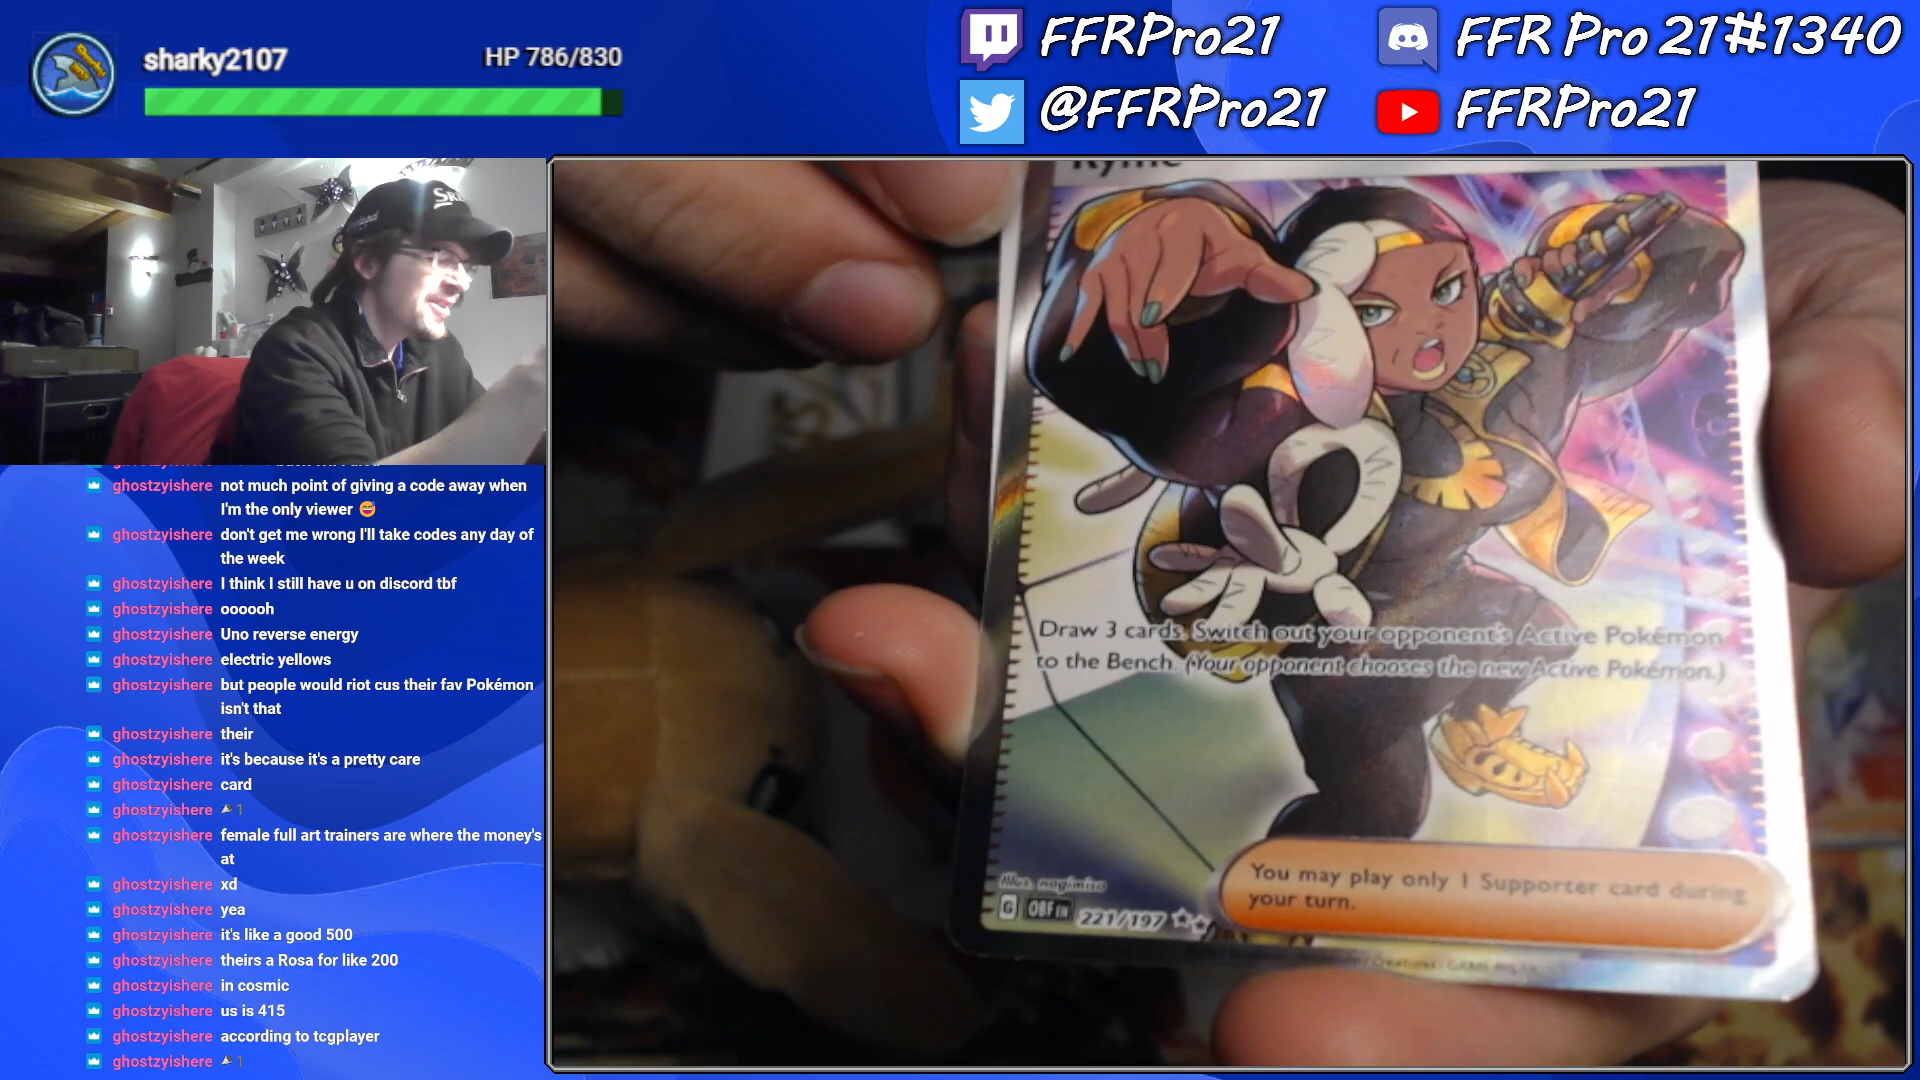 sharky2107 HP 786/830
FFRPro21
FFR Pro 21#1340
@FFRPro21
FFRPro21
Ryme
ghostzyishere not much point of giving a code away when
I'm the only viewer 😅
ghostzyishere don't get me wrong I'll take codes any day of
the week
ghostzyishere I think I still have u on discord tbf
ghostzyishere oooooh
ghostzyishere Uno reverse energy
ghostzyishere electric yellows
ghostzyishere but people would riot cus their fav Pokémon
isn't that
ghostzyishere their
ghostzyishere it's because it's a pretty care
ghostzyishere card
ghostzyishere 1
ghostzyishere female full art trainers are where the money's
at
ghostzyishere xd
ghostzyishere yea
ghostzyishere it's like a good 500
ghostzyishere theirs a Rosa for like 200
ghostzyishere in cosmic
ghostzyishere us is 415
ghostzyishere according to tcgplayer
ghostzyishere 1
Draw 3 cards. Switch out your opponent's Active Pokémon
to the Bench. (Your opponent chooses the new Active Pokémon.)
You may play only 1 Supporter card during
your turn.
Illus. nagimiso
G OBF EN 221/197